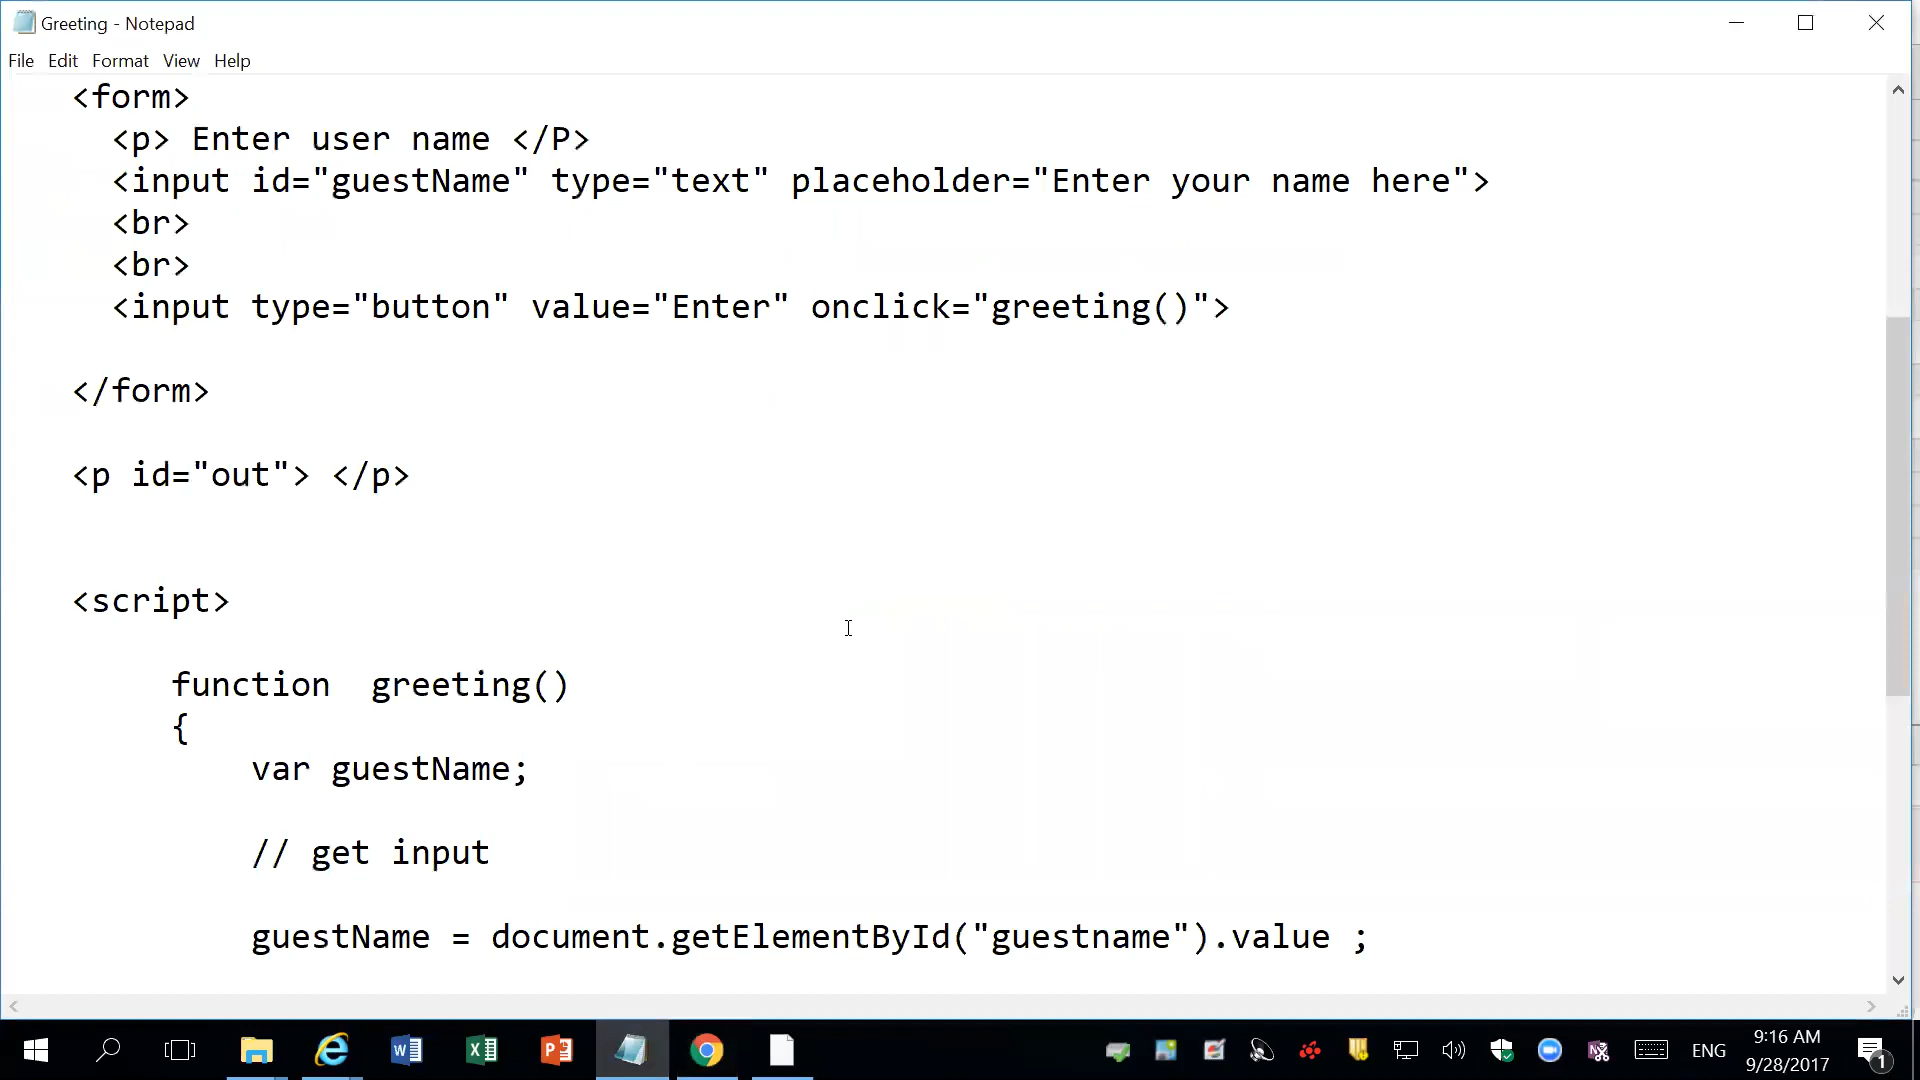 Greeting - Notepad
File Edit Format View Help
<form>
<p> Enter user name </P>
<input id="guestName" type="text" placeholder="Enter your name here">
<br>
<br>
<input type="button" value="Enter" onclick="greeting()">
</form>
<p id="out"> </p>
<script>
function  greeting()
{
var guestName;
// get input
guestName = document.getElementById("guestname").value ;
ENG
9:16 AM
9/28/2017
1